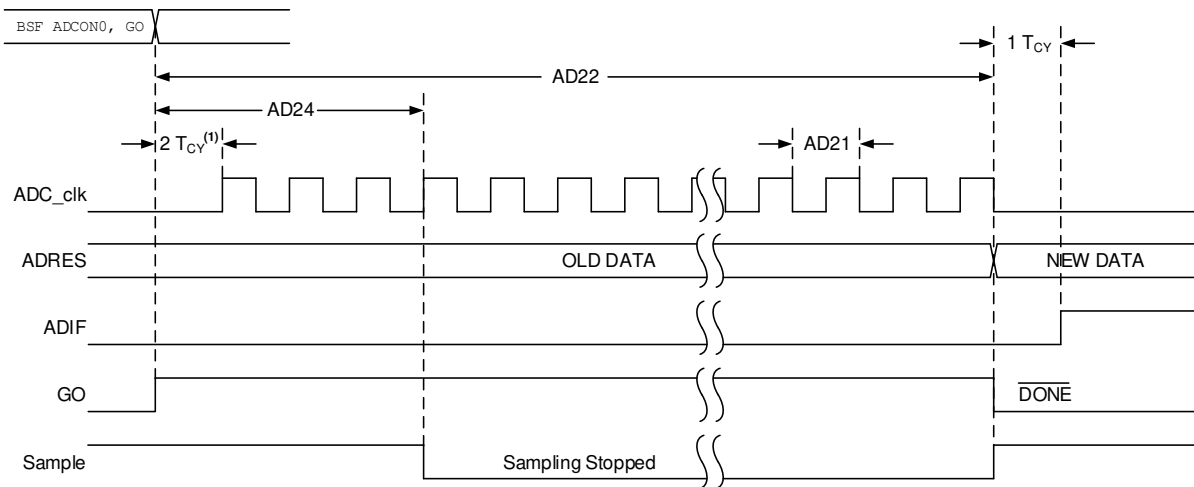 BSF ADCON0, GO
1 TCY
AD22
AD24
2 TCY(1)
AD21
ADC_clk
ADRES
OLD DATA
NEW DATA
ADIF
GO
DONE
Sample
Sampling Stopped